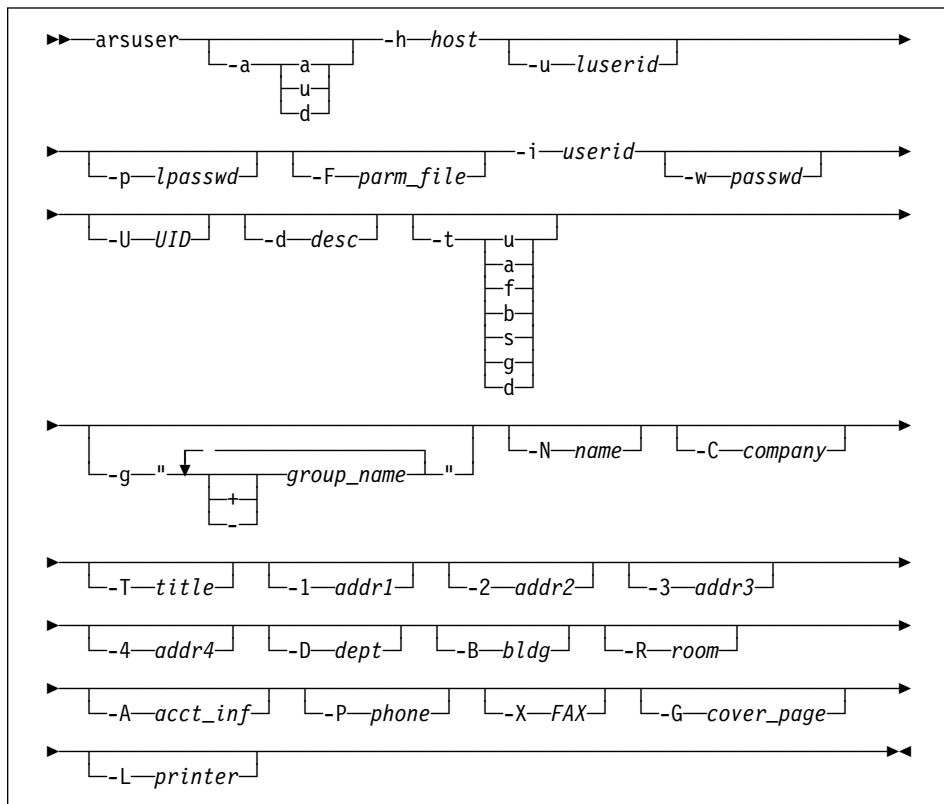 arsuser -a a -h host -u luserid
u
d
-p lpasswd -F parm_file -i userid -w passwd
-U UID -d desc -t u
a
f
b
s
g
d
-g " group_name " -N name -C company
+
-
-T title -1 addr1 -2 addr2 -3 addr3
-4 addr4 -D dept -B bldg -R room
-A acct_inf -P phone -X FAX -G cover_page
-L printer